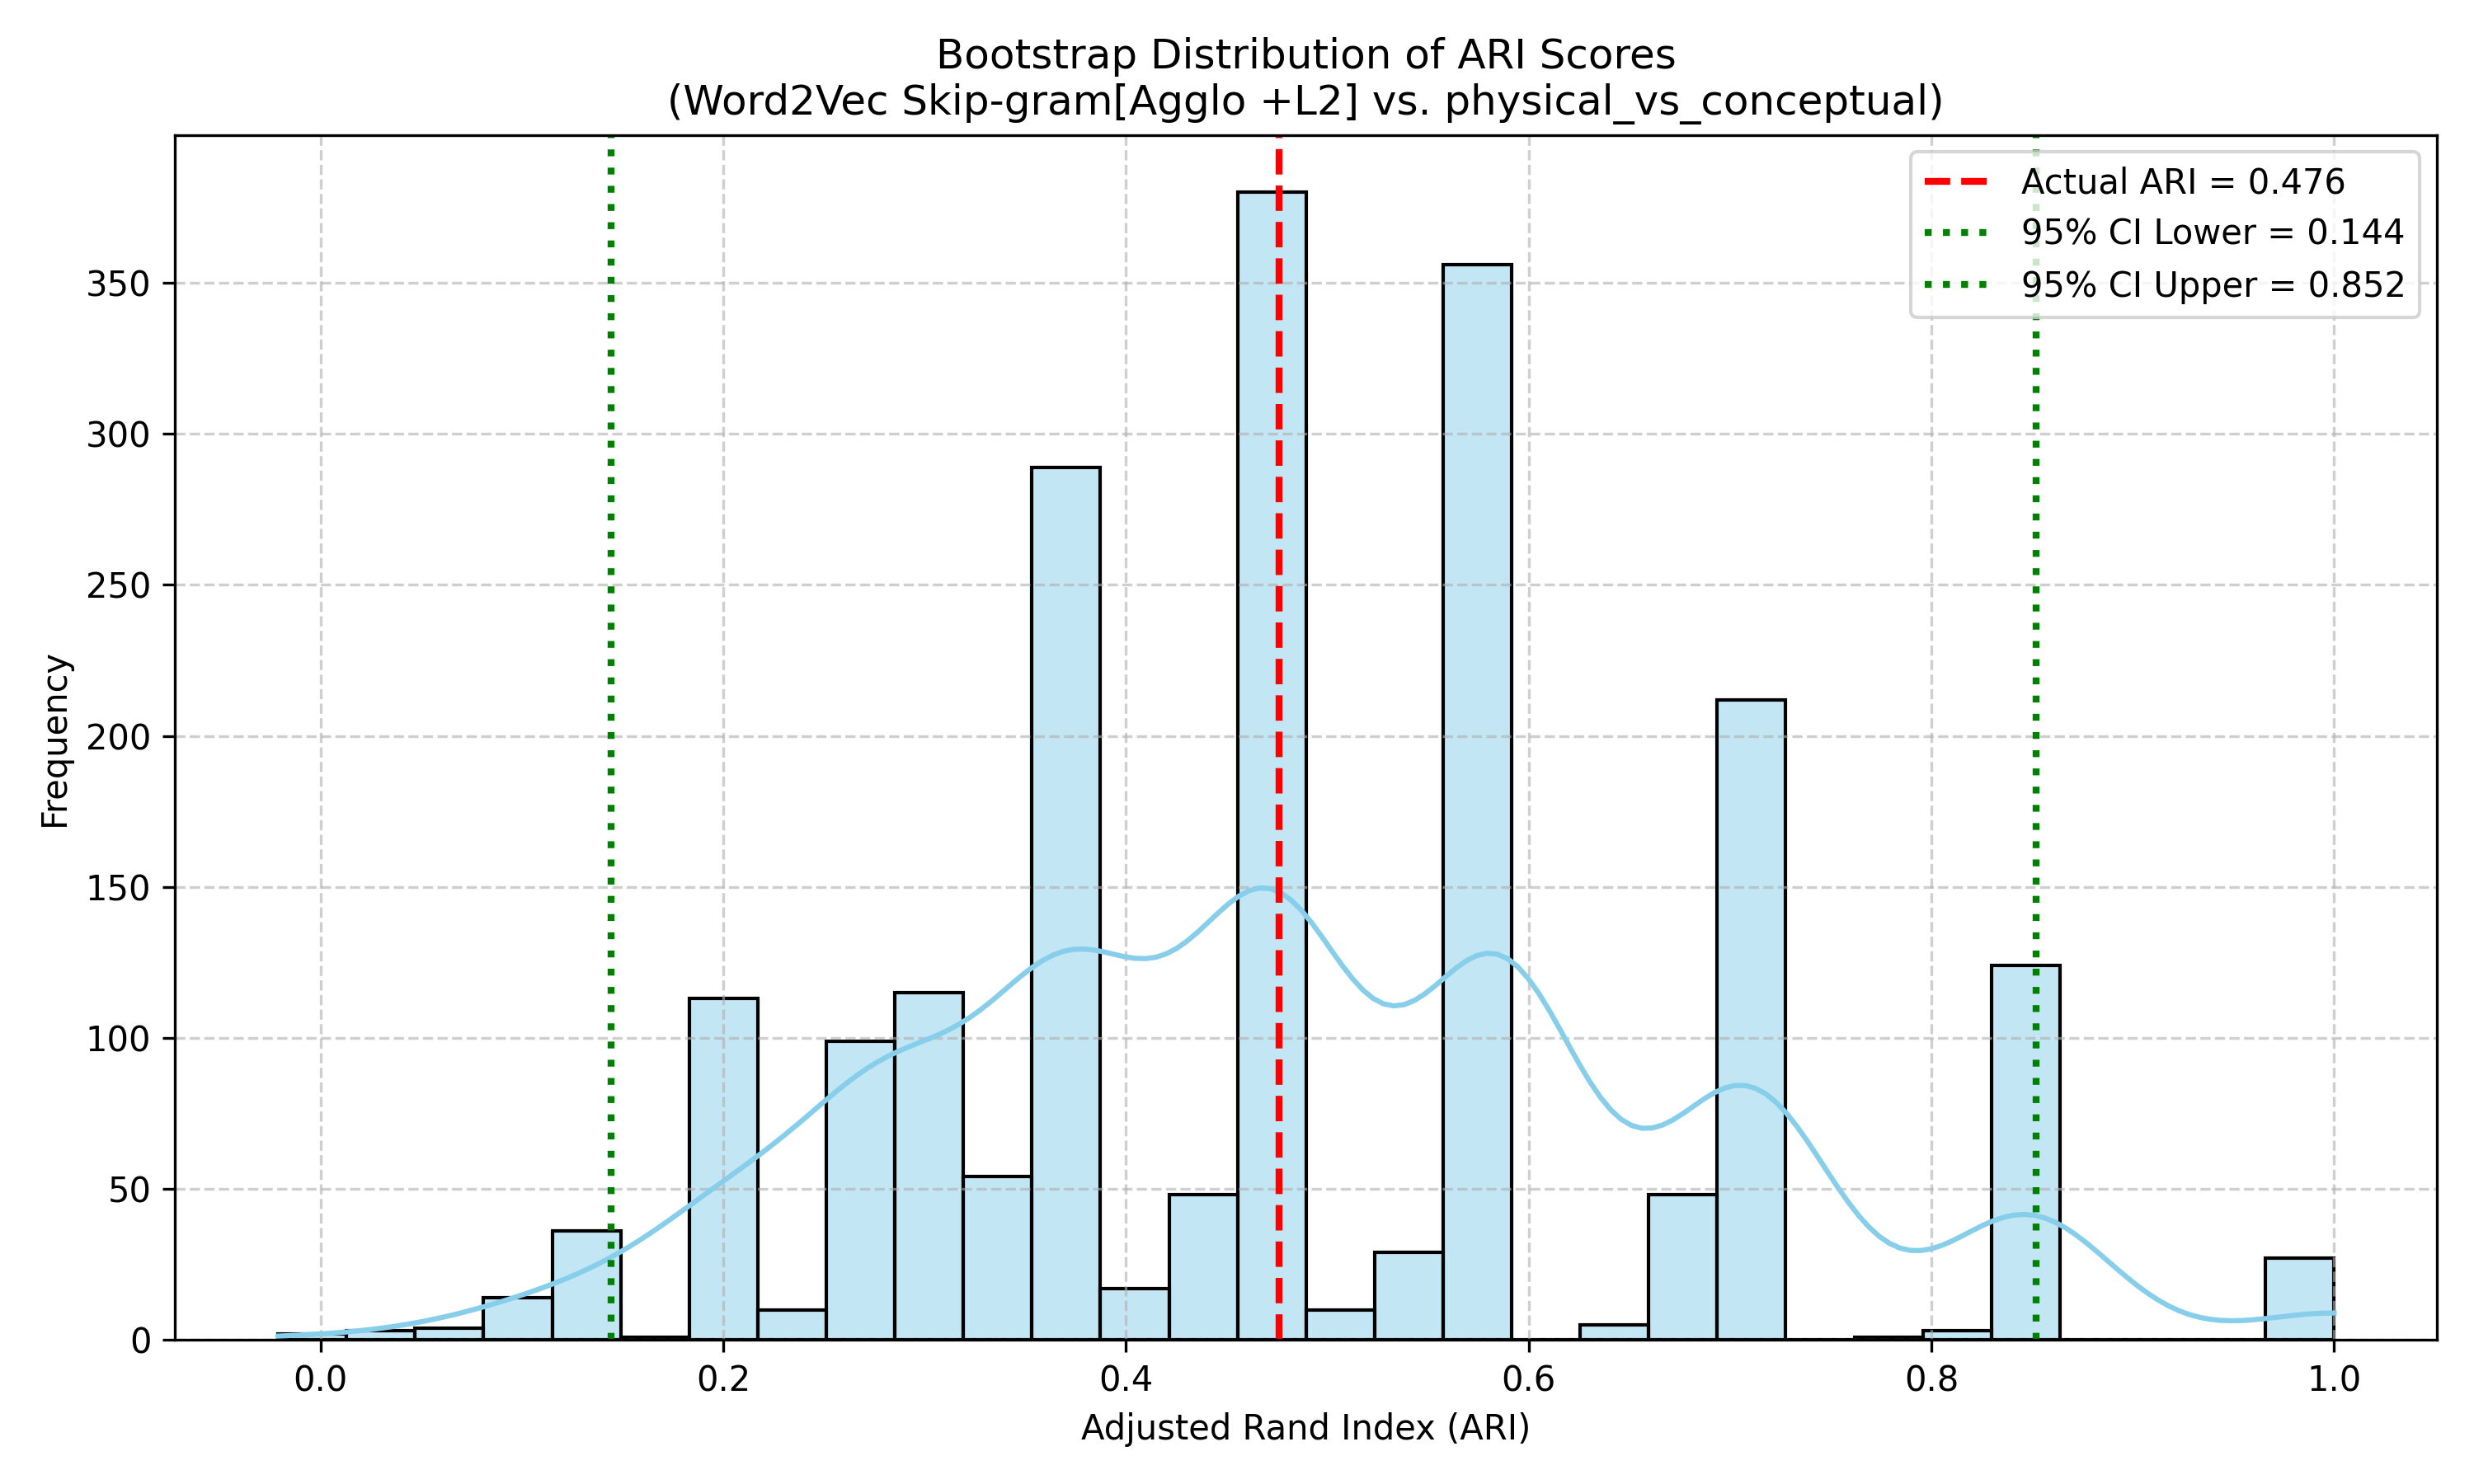 Bootstrap Distribution of ARI Scores
(Word2Vec Skip-gram[Agglo +L2] vs. physical_vs_conceptual)
Actual ARI = 0.476
95% CI Lower = 0.144
95% CI Upper = 0.852
Frequency
350
300
250
200
150
100
50
0
0.0 0.2 0.4 0.6 0.8 1.0
Adjusted Rand Index (ARI)